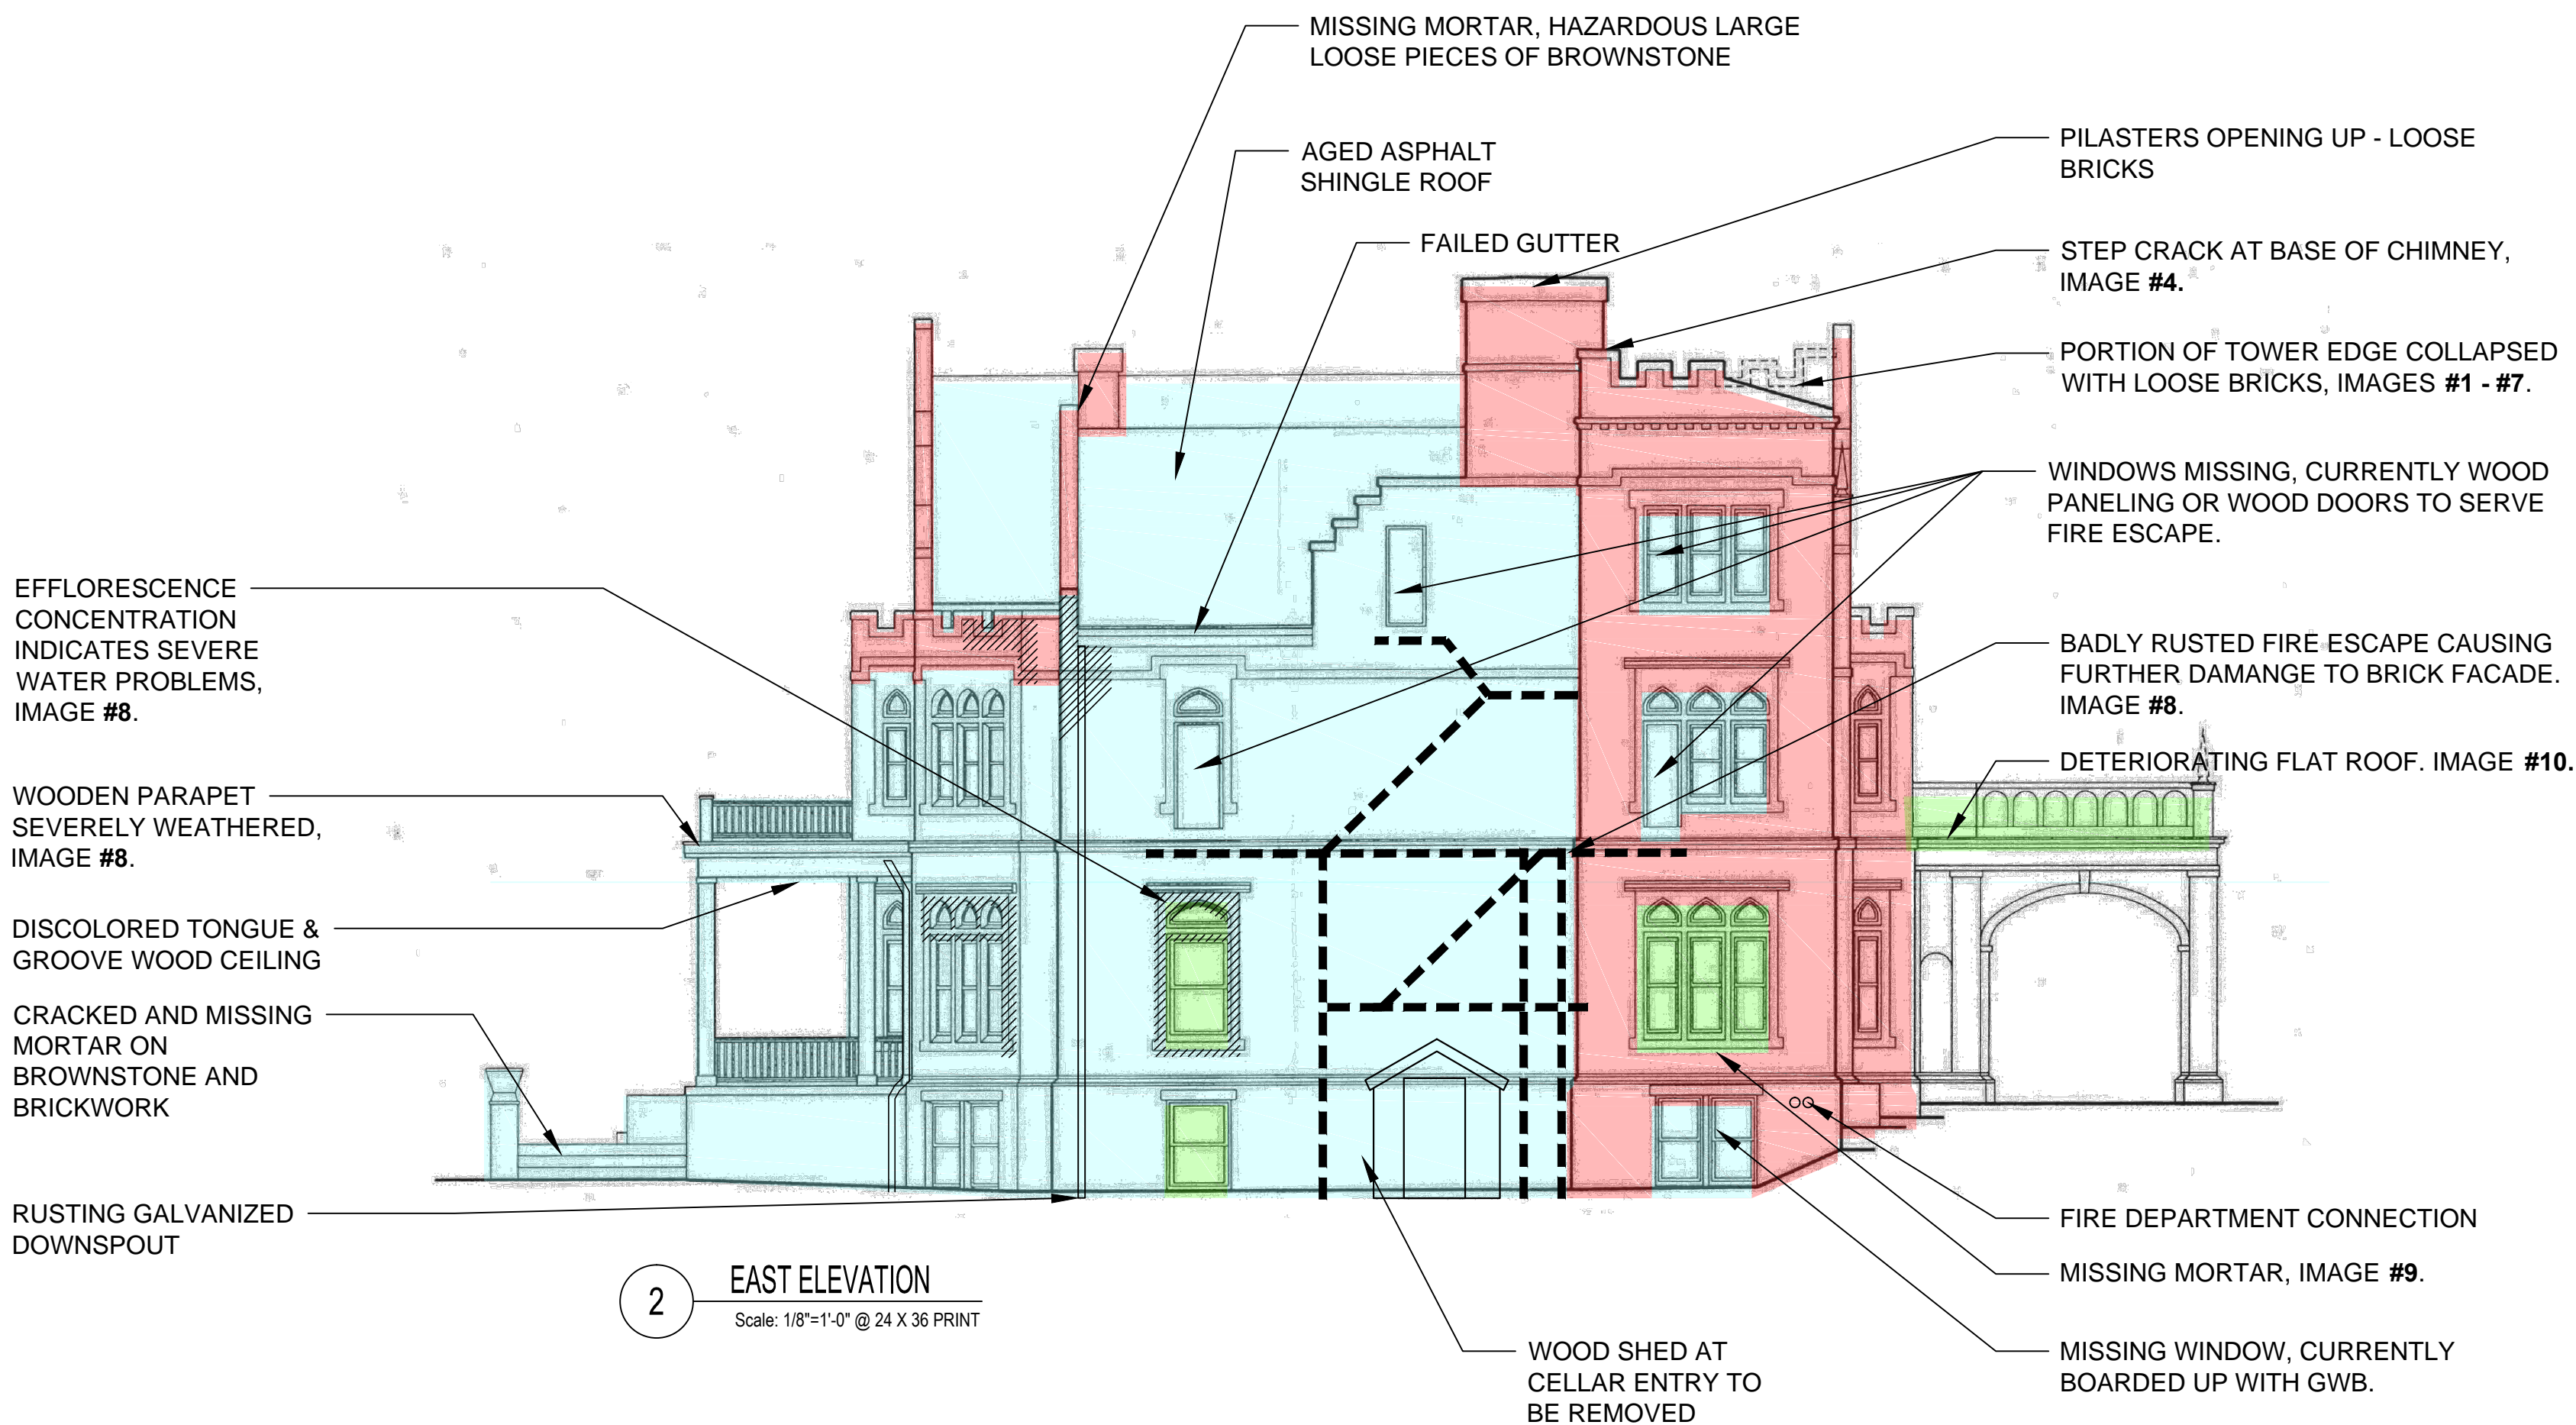 MISSING MORTAR, HAZARDOUS LARGE
LOOSE PIECES OF BROWNSTONE
AGED ASPHALT
SHINGLE ROOF
FAILED GUTTER
PILASTERS OPENING UP - LOOSE
BRICKS
STEP CRACK AT BASE OF CHIMNEY,
IMAGE #4.
PORTION OF TOWER EDGE COLLAPSED
WITH LOOSE BRICKS, IMAGES #1 - #7.
WINDOWS MISSING, CURRENTLY WOOD
PANELING OR WOOD DOORS TO SERVE
FIRE ESCAPE.
BADLY RUSTED FIRE ESCAPE CAUSING
FURTHER DAMANGE TO BRICK FACADE.
IMAGE #8.
DETERIORATING FLAT ROOF. IMAGE #10.
EFFLORESCENCE
CONCENTRATION
INDICATES SEVERE
WATER PROBLEMS,
IMAGE #8.
WOODEN PARAPET
SEVERELY WEATHERED,
IMAGE #8.
DISCOLORED TONGUE &
GROOVE WOOD CEILING
CRACKED AND MISSING
MORTAR ON
BROWNSTONE AND
BRICKWORK
RUSTING GALVANIZED
DOWNSPOUT
FIRE DEPARTMENT CONNECTION
MISSING MORTAR, IMAGE #9.
MISSING WINDOW, CURRENTLY
BOARDED UP WITH GWB.
WOOD SHED AT
CELLAR ENTRY TO
BE REMOVED
2
EAST ELEVATION
Scale: 1/8"=1'-0" @ 24 X 36 PRINT